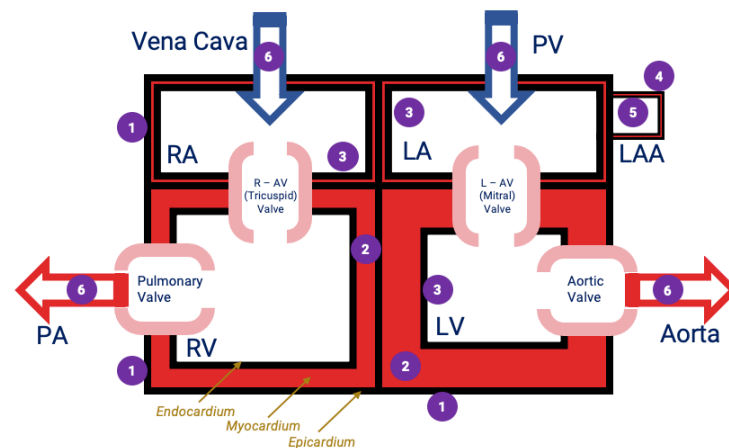 Vena Cava
6
6
PV
4
1
3
5
3
RA
LA
LAA
R – AV
(Tricuspid)
Valve
L – AV
(Mitral)
Valve
2
6
Pulmonary
Valve
3
Aortic
Valve
6
PA
LV
Aorta
RV
1
2
1
Endocardium
Myocardium
Epicardium